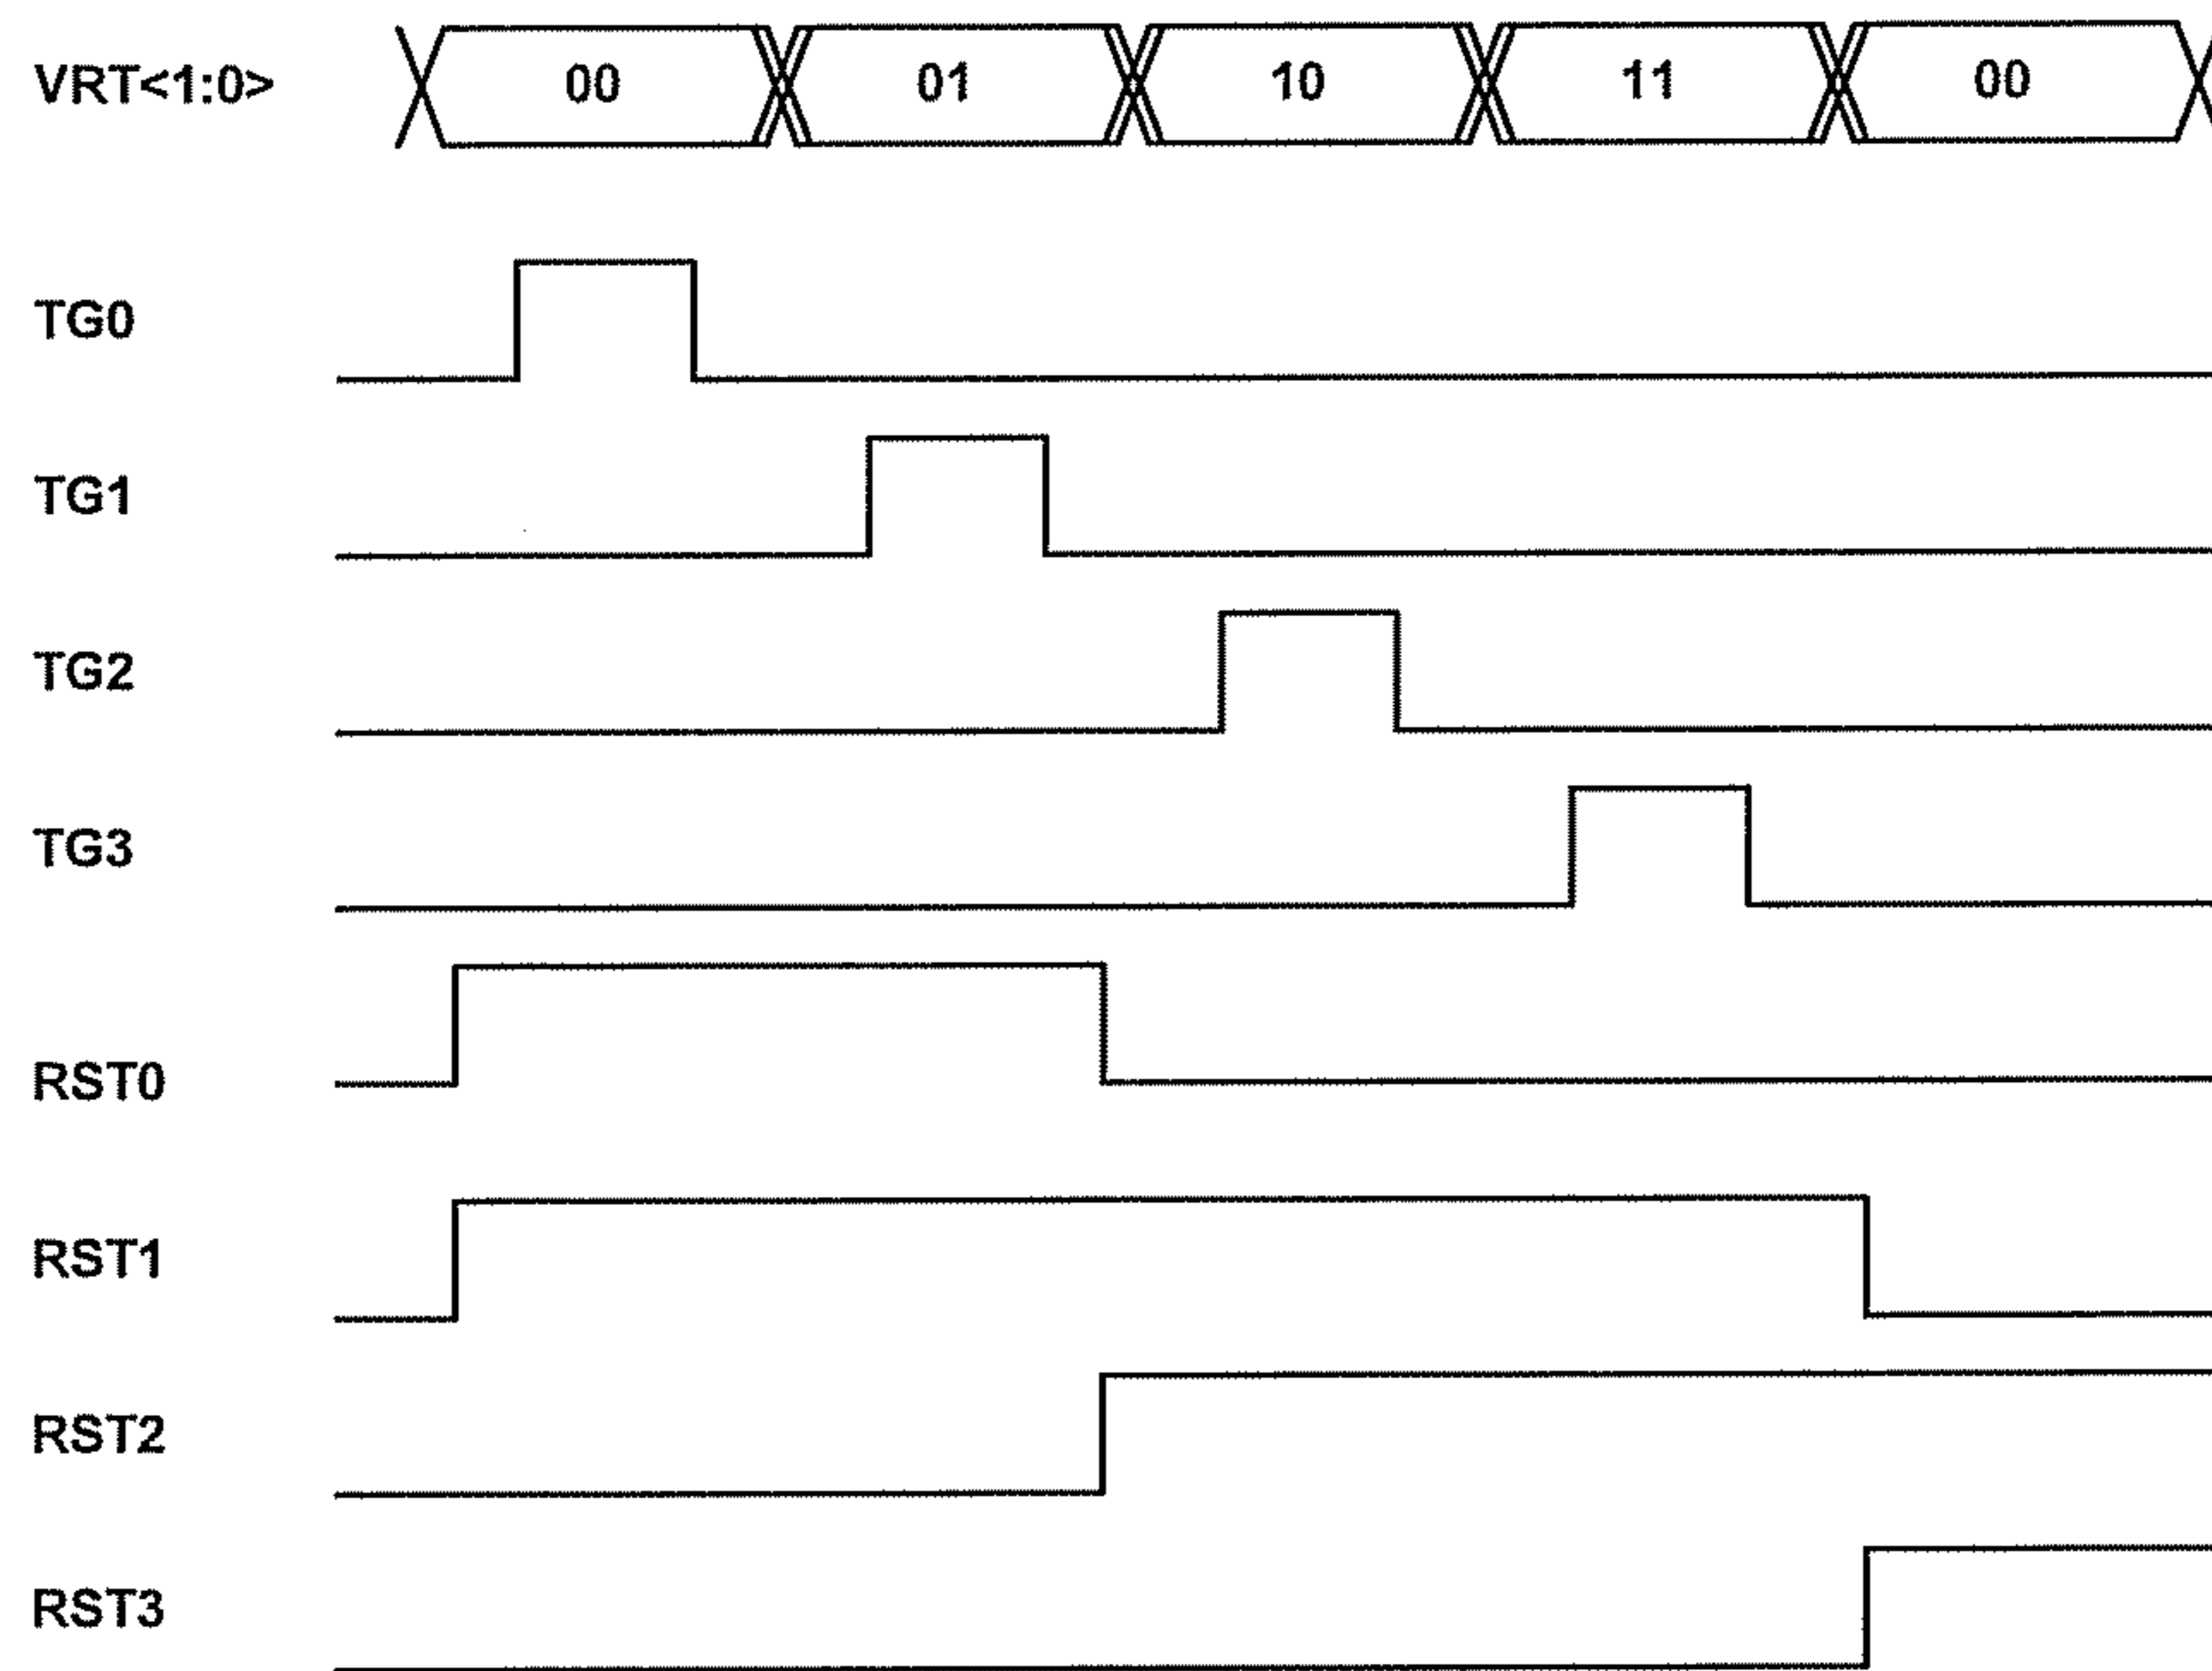 VRT<1:0> 00 01 10 11 00
TG0
TG1
TG2
TG3
RST0
RST1
RST2
RST3